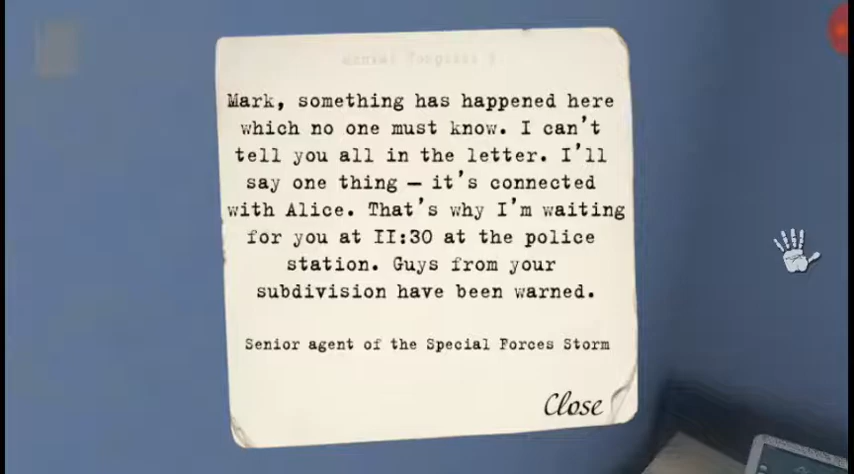 Mark, something has happened here
which no one must know. I can't
tell you all in the letter. I'll
say one thing — it's connected
with Alice. That's why I'm waiting
for you at II:30 at the police
station. Guys from your
subdivision have been warned.
Senior agent of the Special Forces Storm
Close